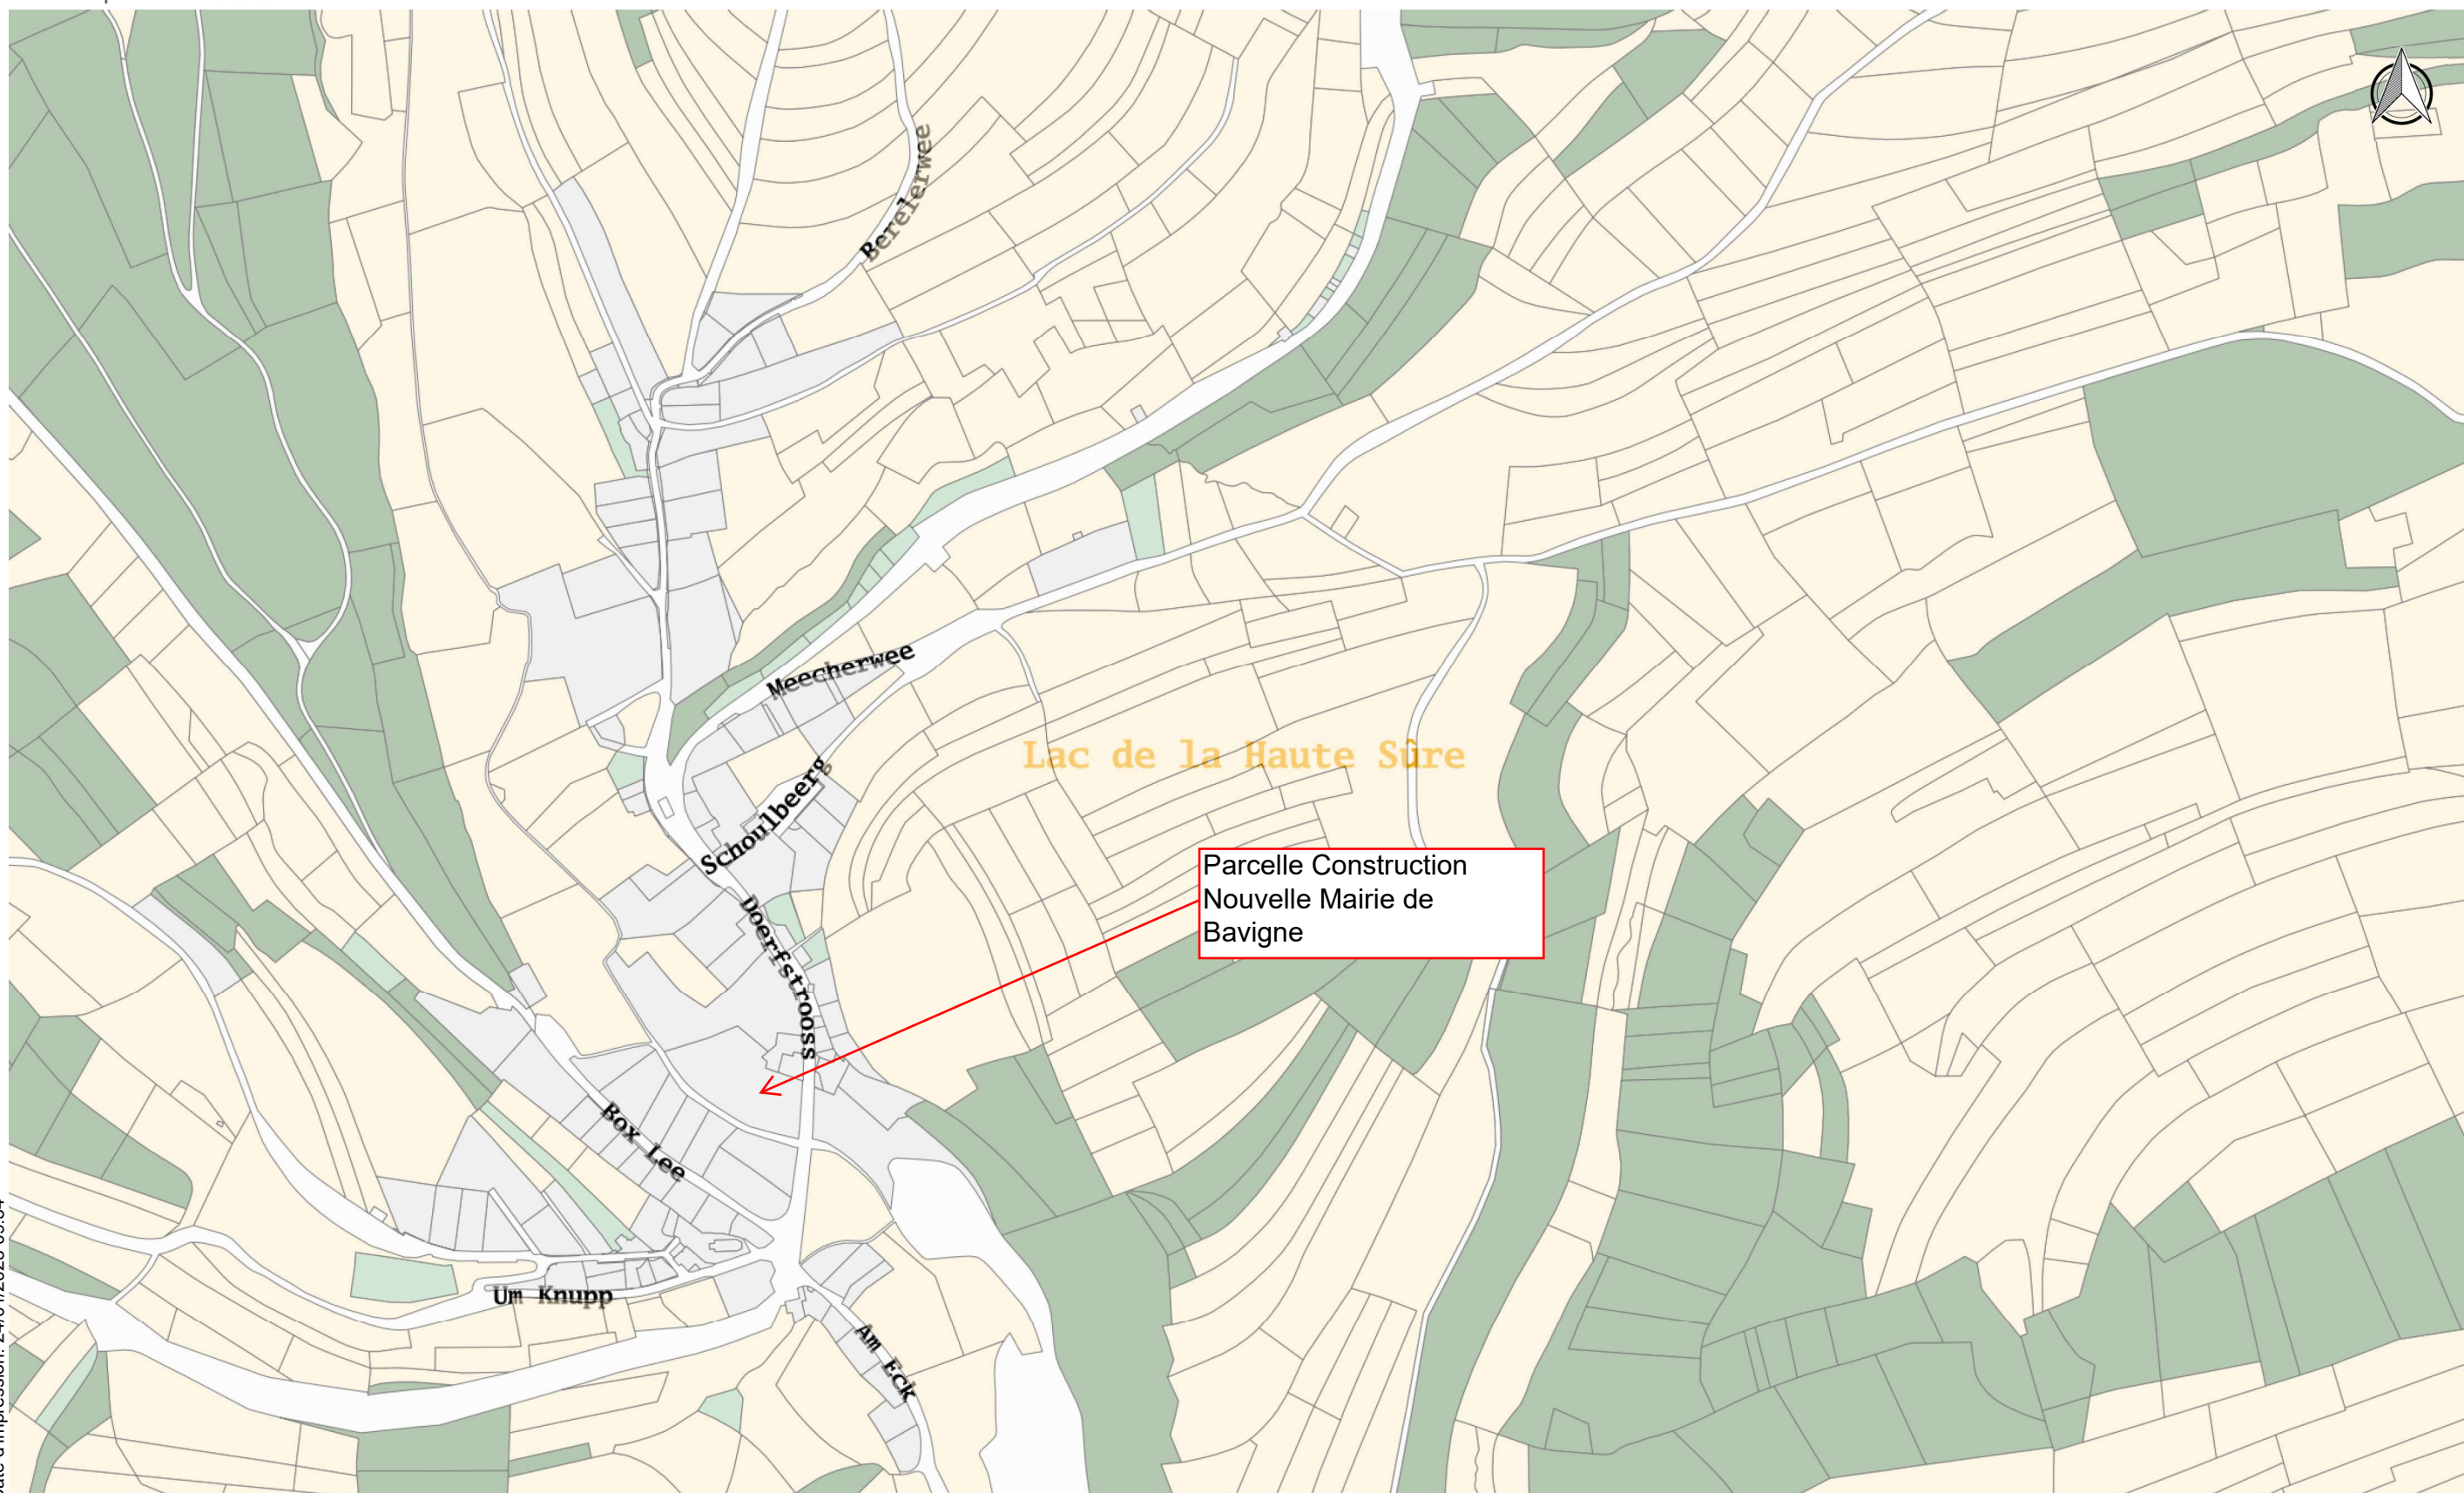 Berelerwee
Meecherwee
Lac de la Haute Sûre
Schoulbeerg
Parcelle Construction
Nouvelle Mairie de
Bavigne
Doerfstrooss
Box Lee
Um Knupp
Am Eck